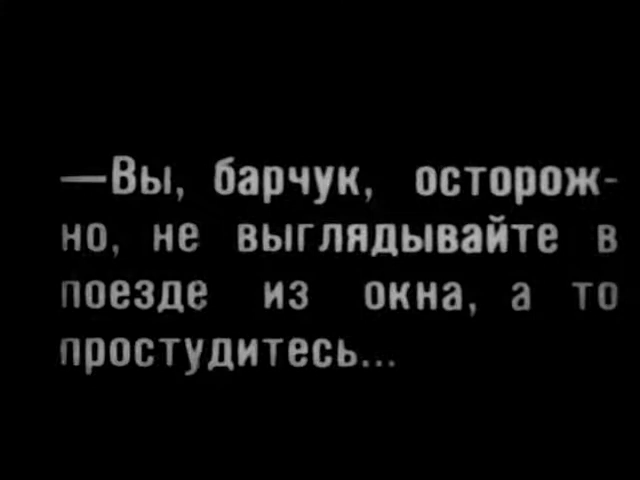 —Вы, барчук, осторож-
но, не выглядывайте в
поезде из окна, а то
простудитесь...